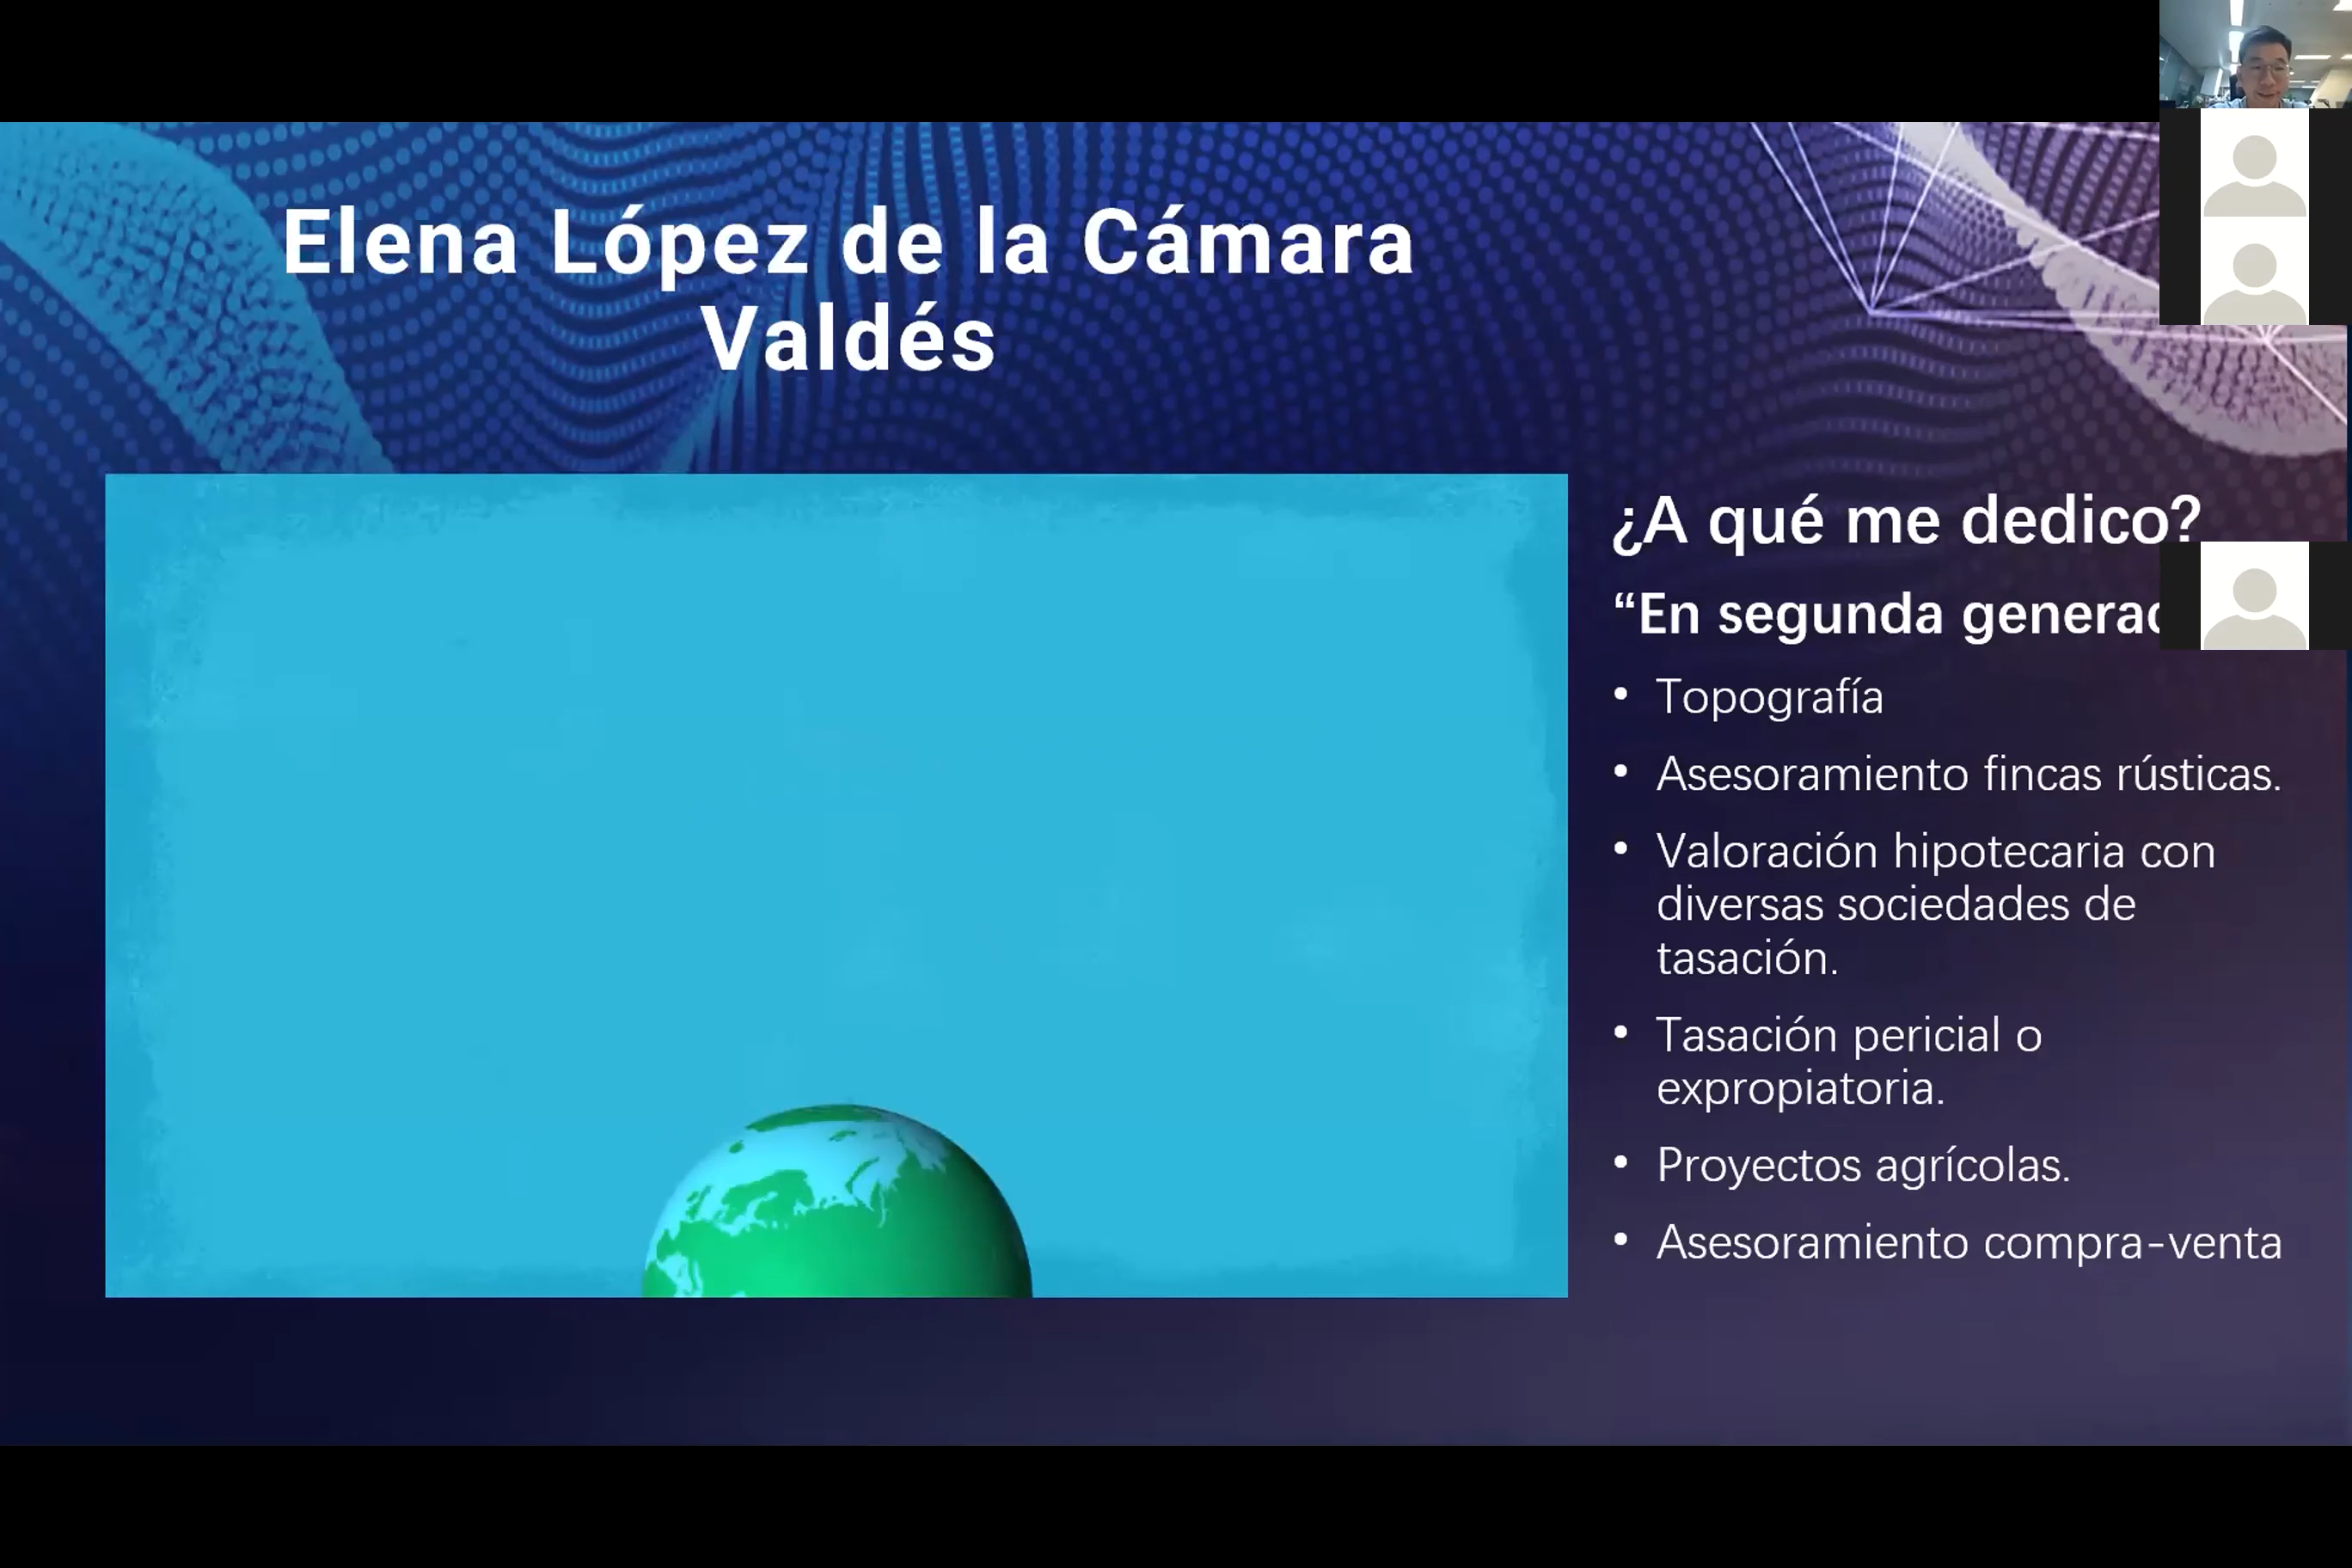 Elena López de la Cámara
Valdés
¿A qué me dedico?
“En segunda
• Topografía
• Asesoramiento fincas rústicas.
• Valoración hipotecaria con
diversas sociedades de
tasación.
• Tasación pericial o
expropiatoria.
• Proyectos agrícolas.
• Asesoramiento compra-venta